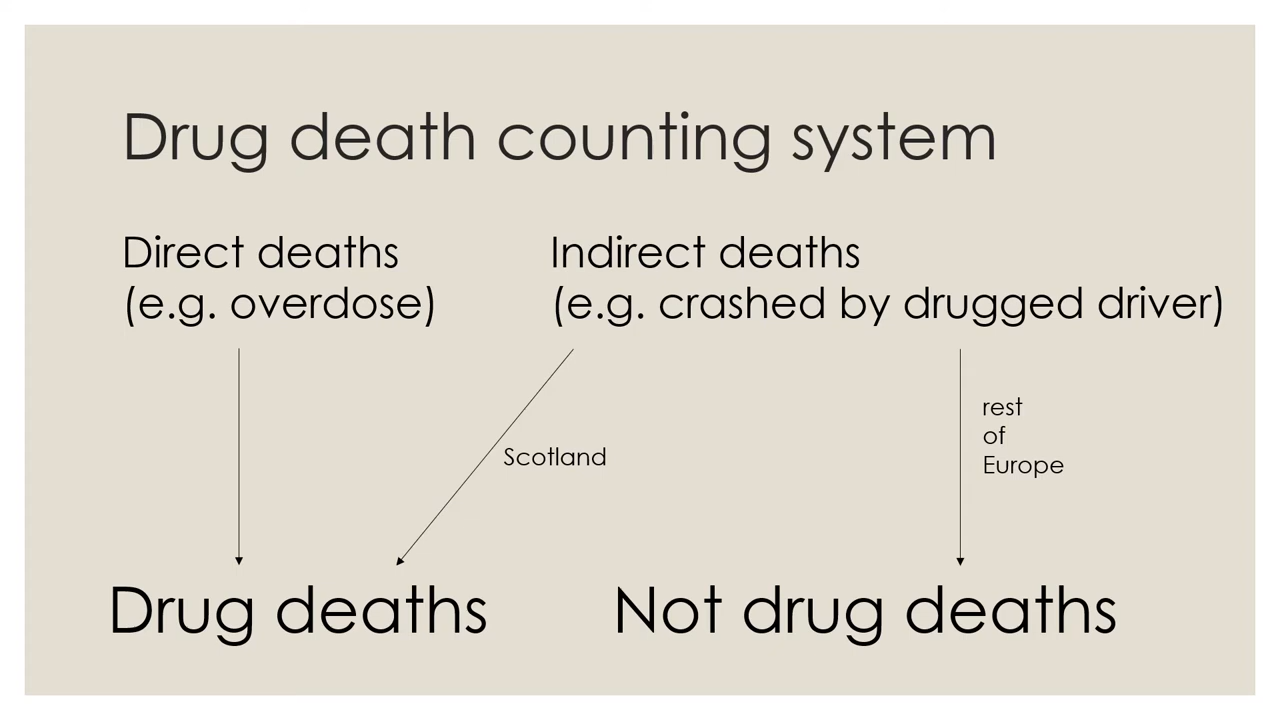 Drug death counting system
Direct deaths
(e.g. overdose)
Indirect deaths
(e.g. crashed by drugged driver)
Scotland
rest
of
Europe
Drug deaths
Not drug deaths